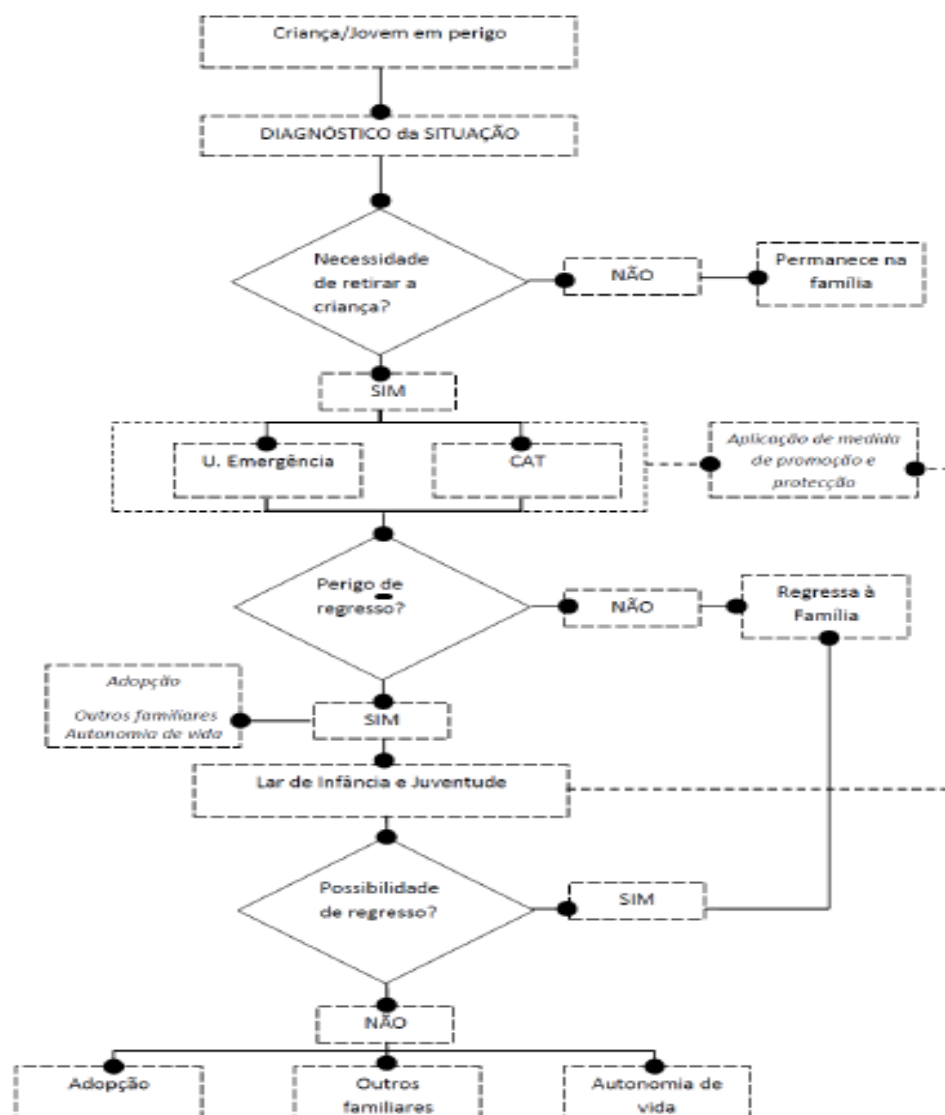 Criança/Jovem em perigo
DIAGNÓSTICO da SITUAÇÃO
Necessidade
de retirar a
criança?
NÃO
Permanece na
família
SIM
U. Emergência
CAT
Aplicação de medida
de promoção e
protecção
Perigo de
regresso?
NÃO
Regressa à
Família
Adopção
Outros familiares
Autonomia de vida
SIM
Lar de Infância e Juventude
Possibilidade
de regresso?
SIM
NÃO
Adopção
Outros
familiares
Autonomia de
vida